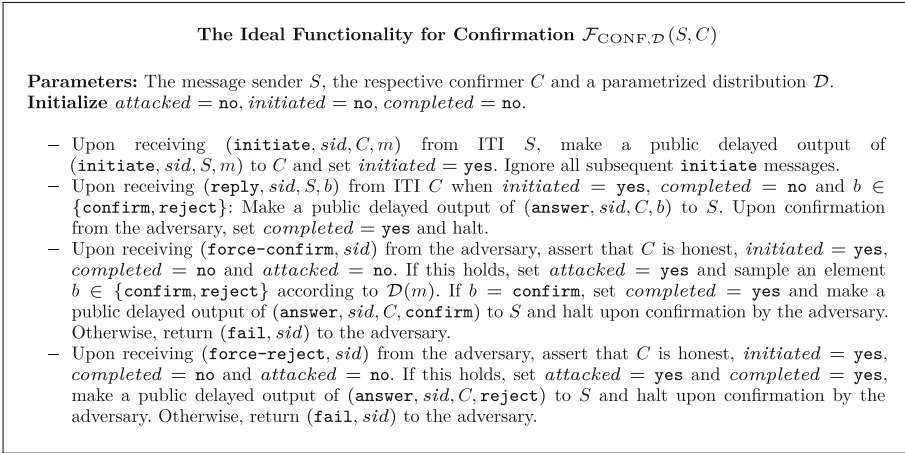 The Ideal Functionality for Confirmation F_CONF,D(S, C)
Parameters: The message sender S, the respective confirmer C and a parametrized distribution D.
Initialize attacked = no, initiated = no, completed = no.
– Upon receiving (initiate, sid, C, m) from ITI S, make a public delayed output of
(initiate, sid, S, m) to C and set initiated = yes. Ignore all subsequent initiate messages.
– Upon receiving (reply, sid, S, b) from ITI C when initiated = yes, completed = no and b ∈
{confirm, reject}: Make a public delayed output of (answer, sid, C, b) to S. Upon confirmation
from the adversary, set completed = yes and halt.
– Upon receiving (force-confirm, sid) from the adversary, assert that C is honest, initiated = yes,
completed = no and attacked = no. If this holds, set attacked = yes and sample an element
b ∈ {confirm, reject} according to D(m). If b = confirm, set completed = yes and make a
public delayed output of (answer, sid, C, confirm) to S and halt upon confirmation by the adversary.
Otherwise, return (fail, sid) to the adversary.
– Upon receiving (force-reject, sid) from the adversary, assert that C is honest, initiated = yes,
completed = no and attacked = no. If this holds, set attacked = yes and completed = yes,
make a public delayed output of (answer, sid, C, reject) to S and halt upon confirmation by the
adversary. Otherwise, return (fail, sid) to the adversary.